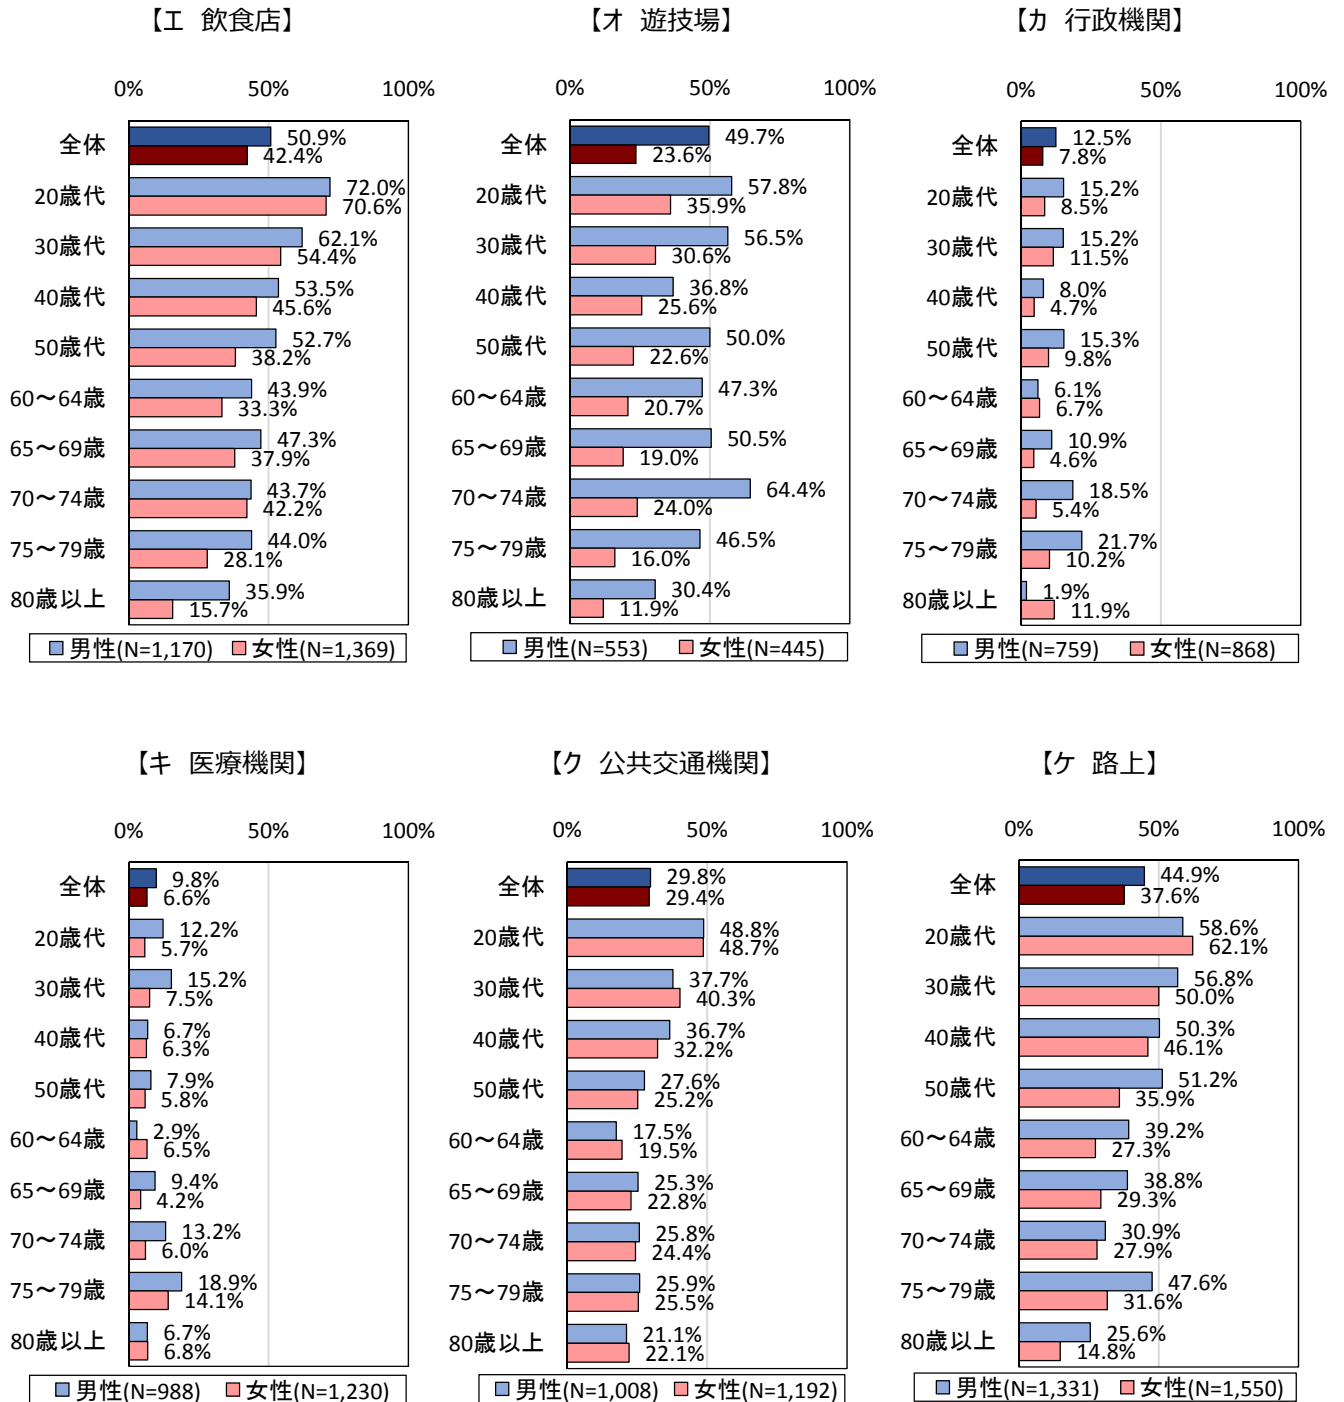 【エ 飲食店】
0% 50% 100%
全体 50.9% 42.4%
20歳代 72.0% 70.6%
30歳代 62.1% 54.4%
40歳代 53.5% 45.6%
50歳代 52.7% 38.2%
60～64歳 43.9% 33.3%
65～69歳 47.3% 37.9%
70～74歳 43.7% 42.2%
75～79歳 44.0% 28.1%
80歳以上 35.9% 15.7%
男性(N=1,170) 女性(N=1,369)
【オ 遊技場】
0% 50% 100%
全体 49.7% 23.6%
20歳代 57.8% 35.9%
30歳代 56.5% 30.6%
40歳代 36.8% 25.6%
50歳代 50.0% 22.6%
60～64歳 47.3% 20.7%
65～69歳 50.5% 19.0%
70～74歳 64.4% 24.0%
75～79歳 46.5% 16.0%
80歳以上 30.4% 11.9%
男性(N=553) 女性(N=445)
【カ 行政機関】
0% 50% 100%
全体 12.5% 7.8%
20歳代 15.2% 8.5%
30歳代 15.2% 11.5%
40歳代 8.0% 4.7%
50歳代 15.3% 9.8%
60～64歳 6.1% 6.7%
65～69歳 10.9% 4.6%
70～74歳 18.5% 5.4%
75～79歳 21.7% 10.2%
80歳以上 1.9% 11.9%
男性(N=759) 女性(N=868)
【キ 医療機関】
0% 50% 100%
全体 9.8% 6.6%
20歳代 12.2% 5.7%
30歳代 15.2% 7.5%
40歳代 6.7% 6.3%
50歳代 7.9% 5.8%
60～64歳 2.9% 6.5%
65～69歳 9.4% 4.2%
70～74歳 13.2% 6.0%
75～79歳 18.9% 14.1%
80歳以上 6.7% 6.8%
男性(N=988) 女性(N=1,230)
【ク 公共交通機関】
0% 50% 100%
全体 29.8% 29.4%
20歳代 48.8% 48.7%
30歳代 37.7% 40.3%
40歳代 36.7% 32.2%
50歳代 27.6% 25.2%
60～64歳 17.5% 19.5%
65～69歳 25.3% 22.8%
70～74歳 25.8% 24.4%
75～79歳 25.9% 25.5%
80歳以上 21.1% 22.1%
男性(N=1,008) 女性(N=1,192)
【ケ 路上】
0% 50% 100%
全体 44.9% 37.6%
20歳代 58.6% 62.1%
30歳代 56.8% 50.0%
40歳代 50.3% 46.1%
50歳代 51.2% 35.9%
60～64歳 39.2% 27.3%
65～69歳 38.8% 29.3%
70～74歳 30.9% 27.9%
75～79歳 47.6% 31.6%
80歳以上 25.6% 14.8%
男性(N=1,331) 女性(N=1,550)